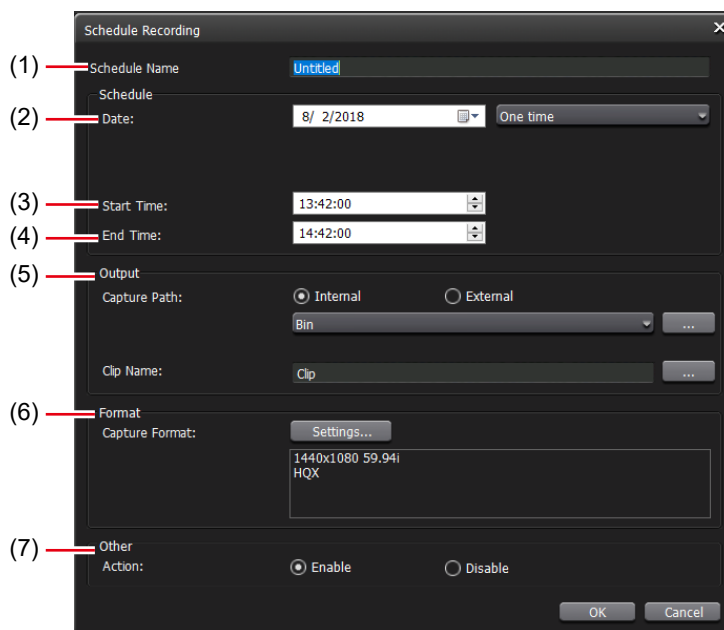 Schedule Recording
(1) Schedule Name Untitled
Schedule
(2) Date: 8/ 2/2018 One time
(3) Start Time: 13:42:00
(4) End Time: 14:42:00
(5) Output
Capture Path: Internal External
Bin ...
Clip Name: Clip ...
(6) Format
Capture Format: Settings...
1440x1080 59.94i
HQX
(7) Other
Action: Enable Disable
OK Cancel